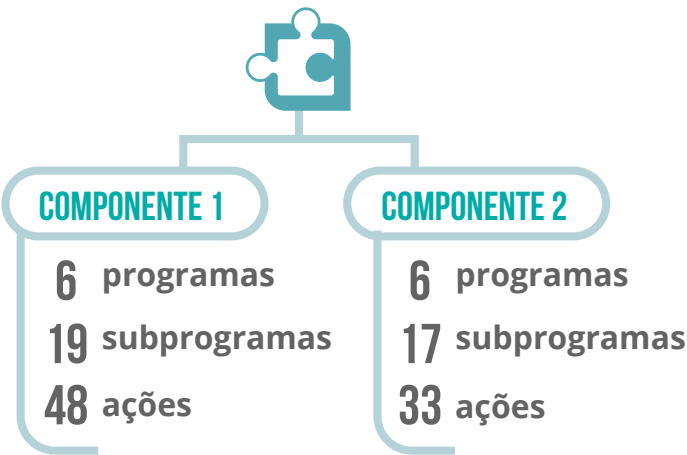 COMPONENTE 1
6 programas
19 subprogramas
48 ações
COMPONENTE 2
6 programas
17 subprogramas
33 ações